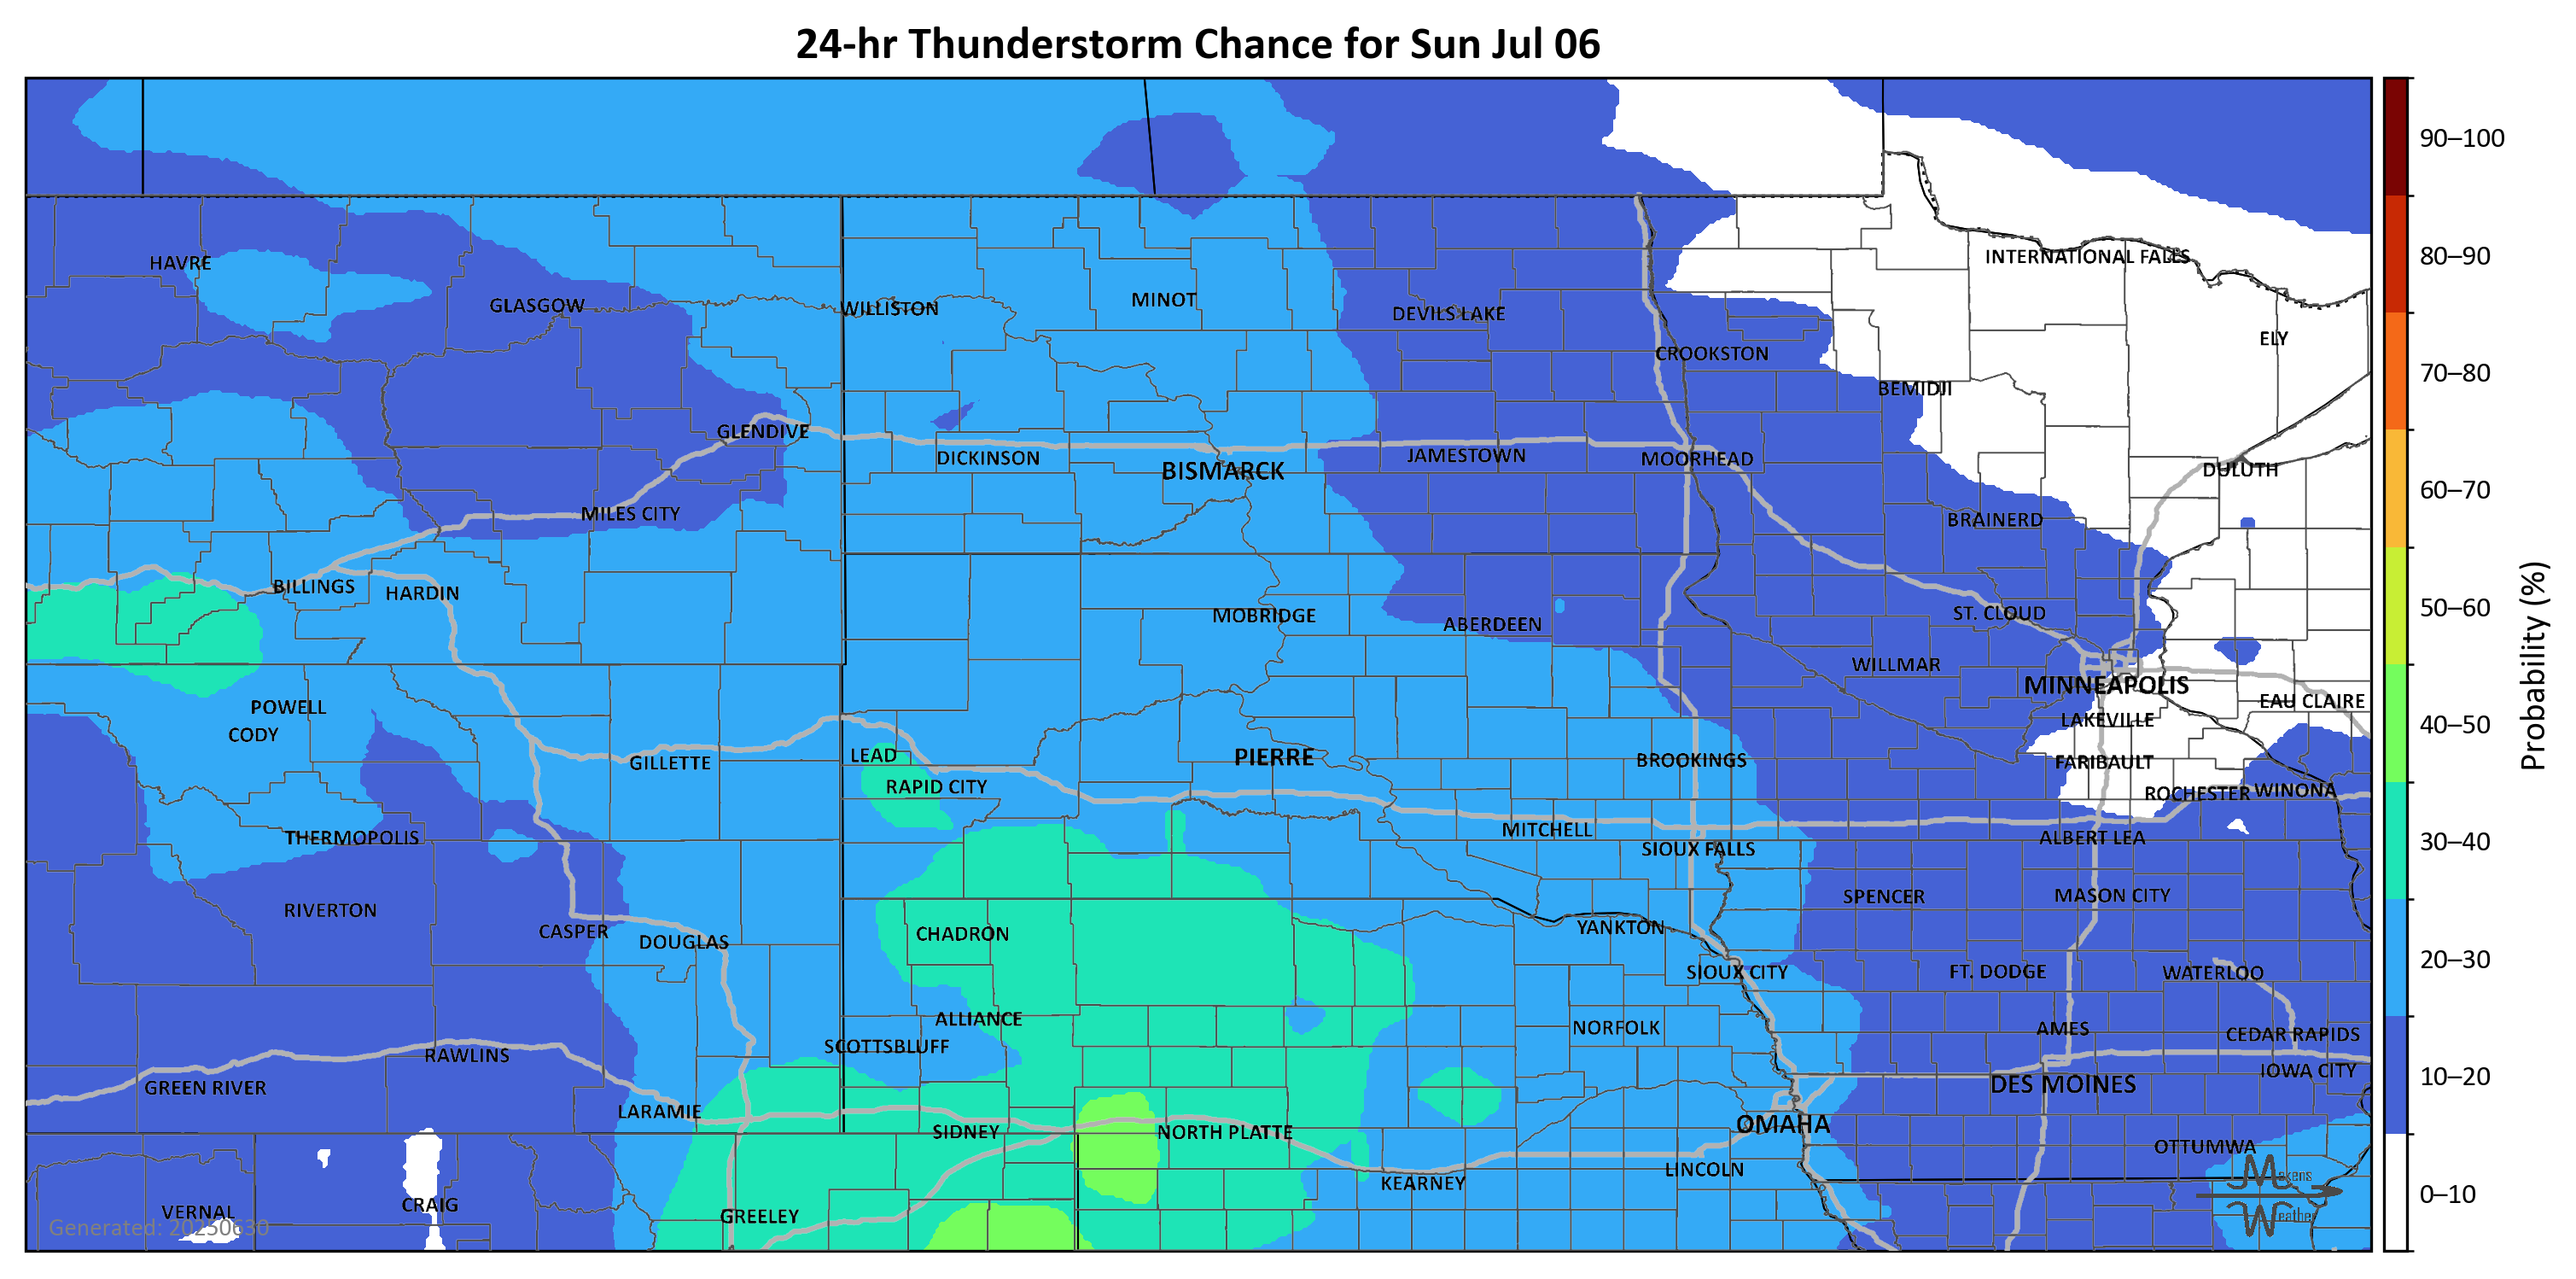 24-hr Thunderstorm Chance for Sun Jul 06
90–100
80–90
70–80
60–70
50–60
40–50
30–40
20–30
10–20
0–10
Probability (%)
HAVRE
INTERNATIONAL FALLS
GLASGOW
WILLISTON
MINOT
DEVILS LAKE
ELY
CROOKSTON
BEMIDJI
GLENDIVE
DICKINSON
BISMARCK
JAMESTOWN
MOORHEAD
DULUTH
MILES CITY
BRAINERD
BILLINGS
HARDIN
MOBRIDGE
ABERDEEN
ST. CLOUD
WILLMAR
MINNEAPOLIS
POWELL
EAU CLAIRE
CODY
LAKEVILLE
GILLETTE
LEAD
PIERRE
BROOKINGS
FARIBAULT
RAPID CITY
ROCHESTER
WINONA
THERMOPOLIS
MITCHELL
ALBERT LEA
SIOUX FALLS
RIVERTON
SPENCER
MASON CITY
CASPER
DOUGLAS
CHADRON
YANKTON
SIOUX CITY
FT. DODGE
WATERLOO
ALLIANCE
NORFOLK
AMES
CEDAR RAPIDS
SCOTTSBLUFF
RAWLINS
GREEN RIVER
DES MOINES
IOWA CITY
LARAMIE
SIDNEY
NORTH PLATTE
OMAHA
OTTUMWA
LINCOLN
KEARNEY
VERNAL
CRAIG
GREELEY
Generated: 20250630
Makens
Weather